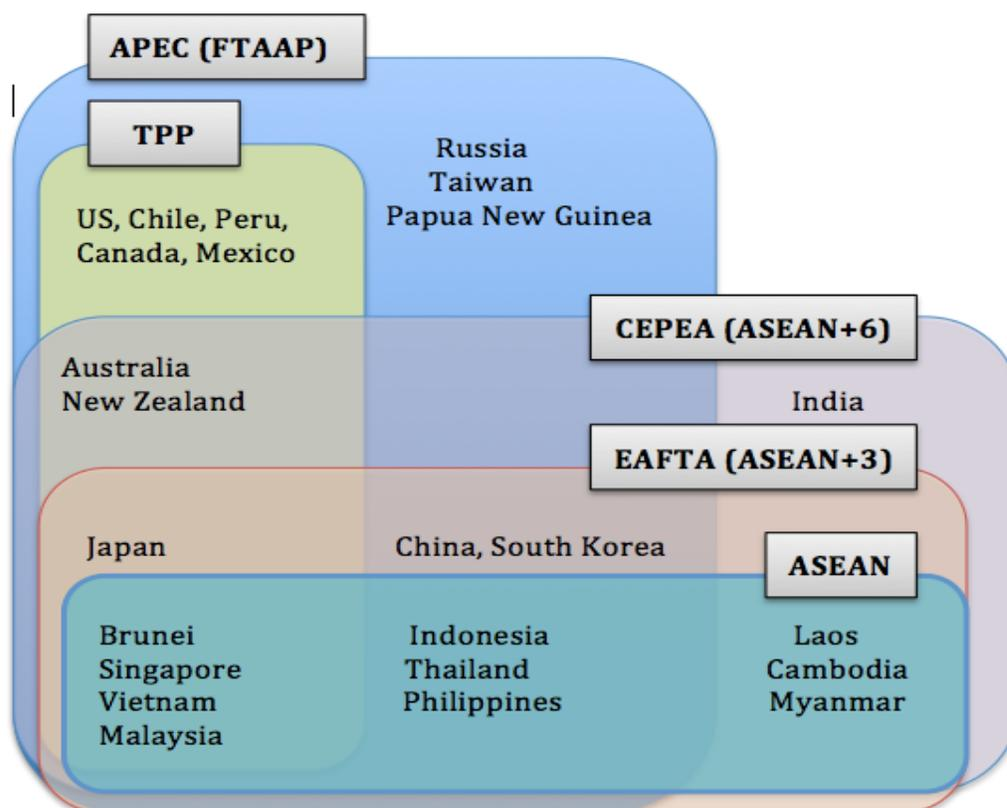 APEC (FTAAP)
TPP
Russia
Taiwan
Papua New Guinea
US, Chile, Peru,
Canada, Mexico
CEPEA (ASEAN+6)
Australia
New Zealand
India
EAFTA (ASEAN+3)
Japan
China, South Korea
ASEAN
Brunei
Singapore
Vietnam
Malaysia
Indonesia
Thailand
Philippines
Laos
Cambodia
Myanmar